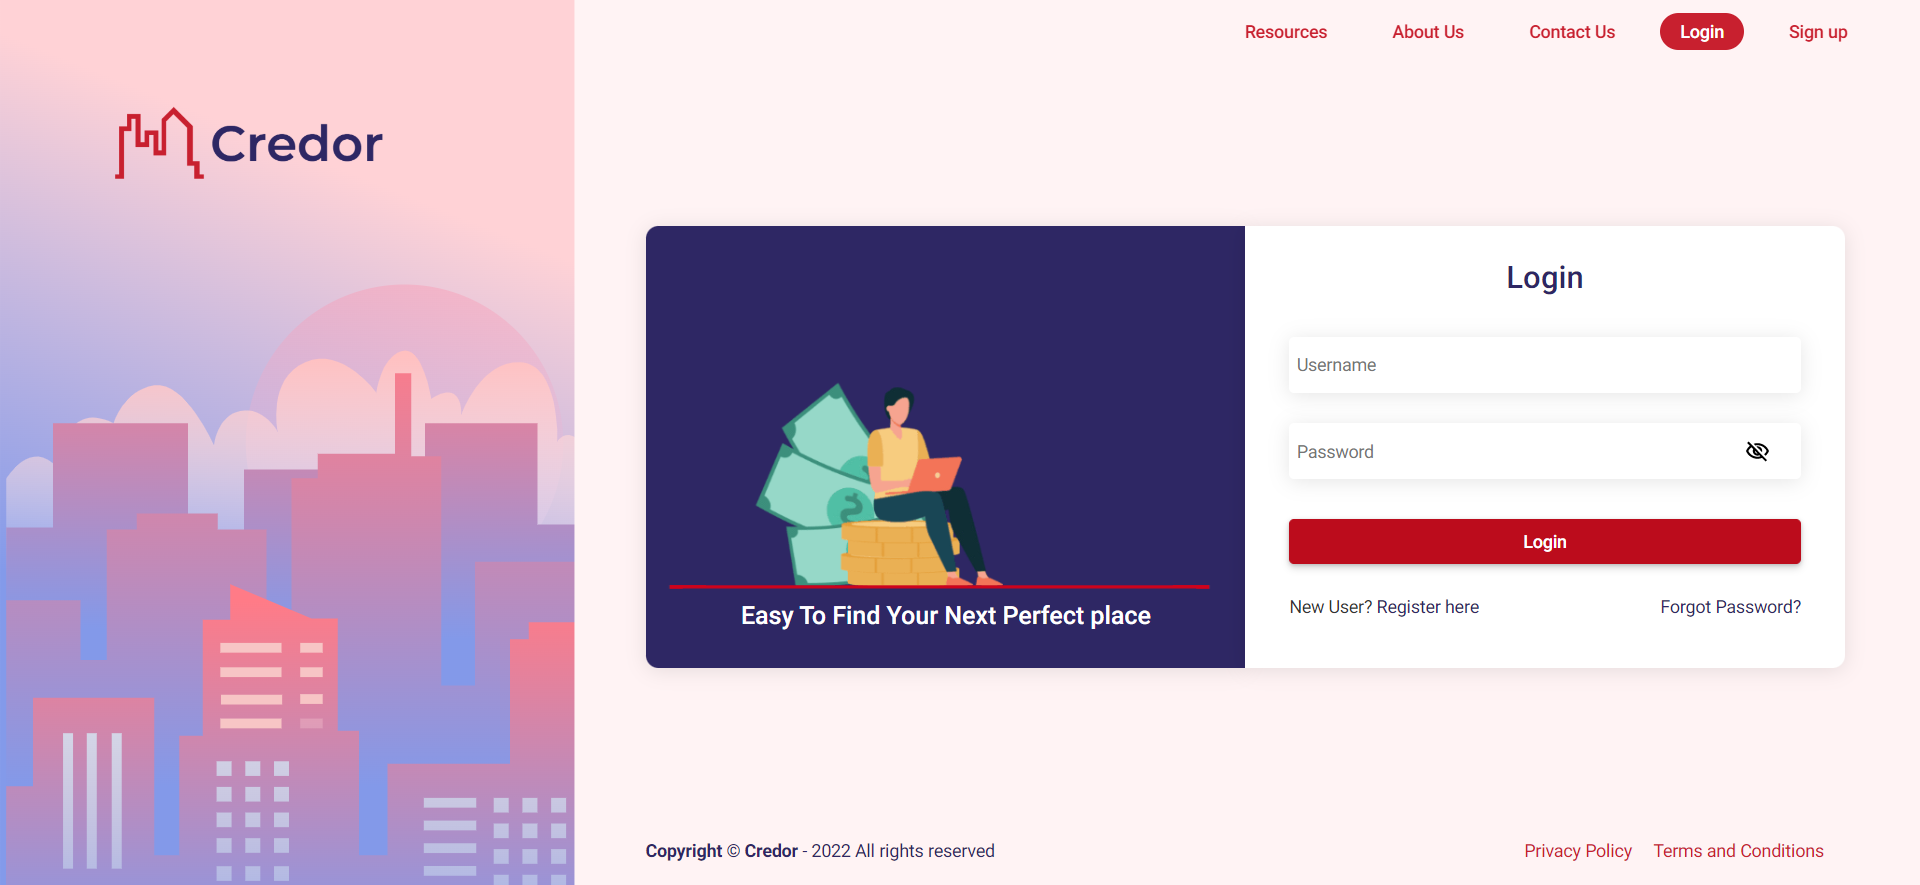 Resources
About Us
Contact Us
Login
Sign up
Credor
Login
Username
Password
Login
New User? Register here
Forgot Password?
Easy To Find Your Next Perfect place
Copyright © Credor - 2022 All rights reserved
Privacy Policy
Terms and Conditions